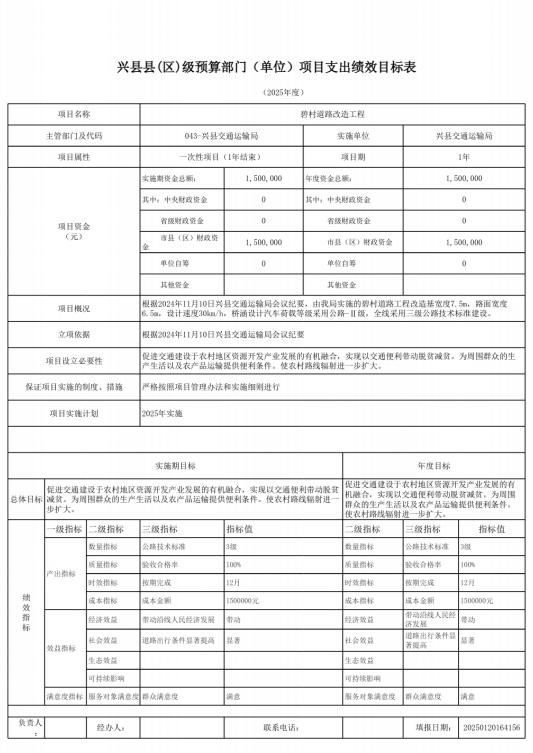 兴县县(区)级预算部门（单位）项目支出绩效目标表
（2025年度）
项目名称 碧村道路改造工程
主管部门及代码 043-兴县交通运输局 实施单位 兴县交通运输局
项目属性 一次性项目（1年结束） 项目期 1年
项目资金
（元）
实施期资金总额： 1,500,000 年度资金总额： 1,500,000
其中：中央财政资金 0 其中：中央财政资金 0
省级财政资金 0 省级财政资金 0
市县（区）财政资金 1,500,000 市县（区）财政资金 1,500,000
单位自筹 0 单位自筹 0
其他资金 其他资金
项目概况
根据2024年11月10日兴县交通运输局会议纪要，由我局实施的碧村道路工程改造基宽度7.5m，路面宽度
6.5m，设计速度30km/h，桥涵设计汽车荷载等级采用公路-Ⅱ级，全线采用三级公路技术标准建设。
立项依据 根据2024年11月10日兴县交通运输局会议纪要
项目设立必要性
促进交通建设于农村地区资源开发产业发展的有机融合，实现以交通便利带动脱贫减贫。为周围群众的生
产生活以及农产品运输提供便利条件。使农村路线辐射进一步扩大。
保证项目实施的制度、措施 严格按照项目管理办法和实施细则进行
项目实施计划 2025年实施
实施期目标 年度目标
总体目标
促进交通建设于农村地区资源开发产业发展的有机融合，实现以交通便利带动脱贫
减贫。为周围群众的生产生活以及农产品运输提供便利条件。使农村路线辐射进一
步扩大。
促进交通建设于农村地区资源开发产业发展的有
机融合，实现以交通便利带动脱贫减贫。为周围
群众的生产生活以及农产品运输提供便利条件。
使农村路线辐射进一步扩大。
绩效指标
一级指标 二级指标 三级指标 指标值 二级指标 三级指标 指标值
产出指标
数量指标 公路技术标准 3级 数量指标 公路技术标准 3级
质量指标 验收合格率 100% 质量指标 验收合格率 100%
时效指标 按期完成 12月 时效指标 按期完成 12月
成本指标 成本金额 1500000元 成本指标 成本金额 1500000元
效益指标
经济效益 带动沿线人民经济发展 带动 经济效益 带动沿线人民经济发展 带动
社会效益 道路出行条件显著提高 显著 社会效益 道路出行条件显著提高 显著
生态效益 生态效益
可持续影响 可持续影响
满意度指标 服务对象满意度 群众满意度 满意 服务对象满意度 群众满意度 满意
负责人： 经办人： 联系电话： 填报日期： 20250120164156